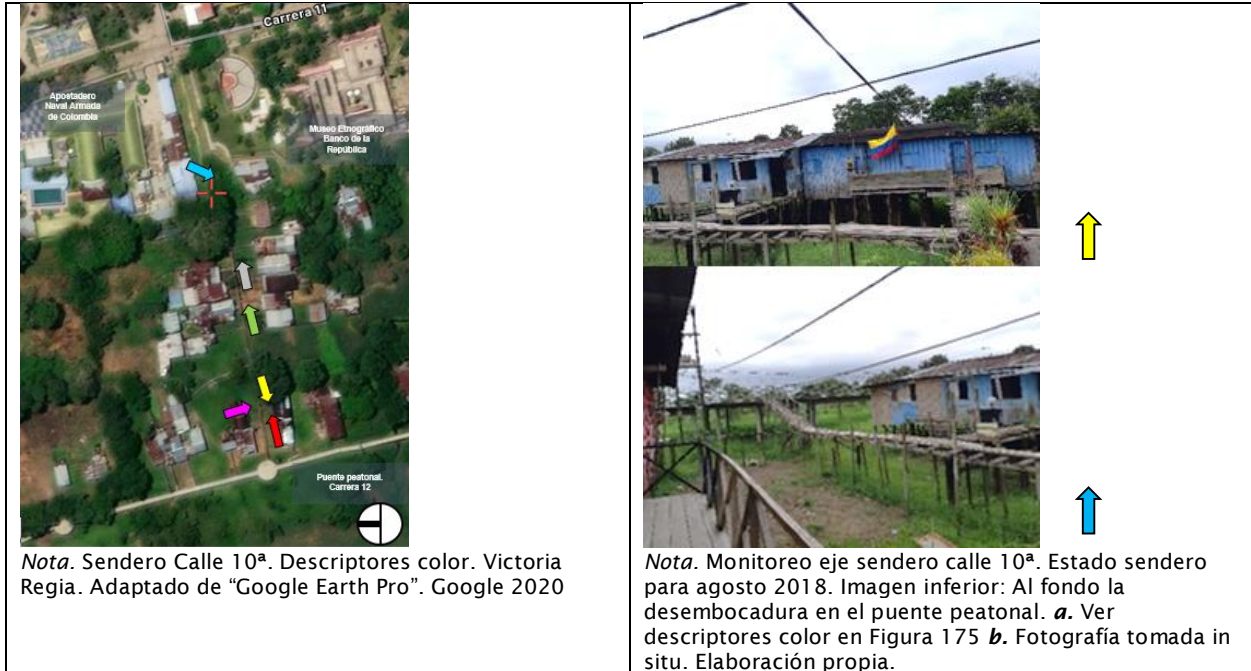 Carrera 11
Apostadero
Naval Armada
de Colombia
Museo Etnográfico
Banco de la
República
Puente peatonal.
Carrera 12
Nota. Sendero Calle 10ª. Descriptores color. Victoria
Regia. Adaptado de “Google Earth Pro”. Google 2020
Nota. Monitoreo eje sendero calle 10ª. Estado sendero
para agosto 2018. Imagen inferior: Al fondo la
desembocadura en el puente peatonal. a. Ver
descriptores color en Figura 175 b. Fotografía tomada in
situ. Elaboración propia.